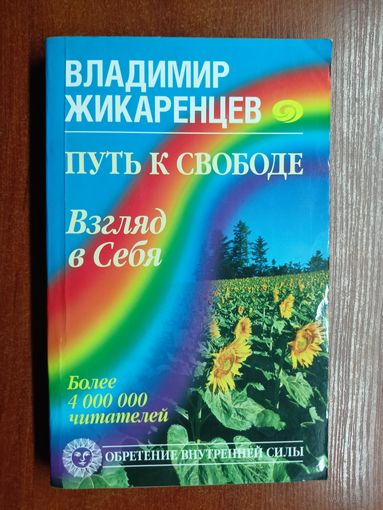 ВЛАДИМИР
ЖИКАРЕНЦЕВ
ПУТЬ К СВОБОДЕ
Взгляд
в Себя
Более
4 000 000
читателей
ОБРЕТЕНИЕ ВНУТРЕННЕЙ СИЛЫ